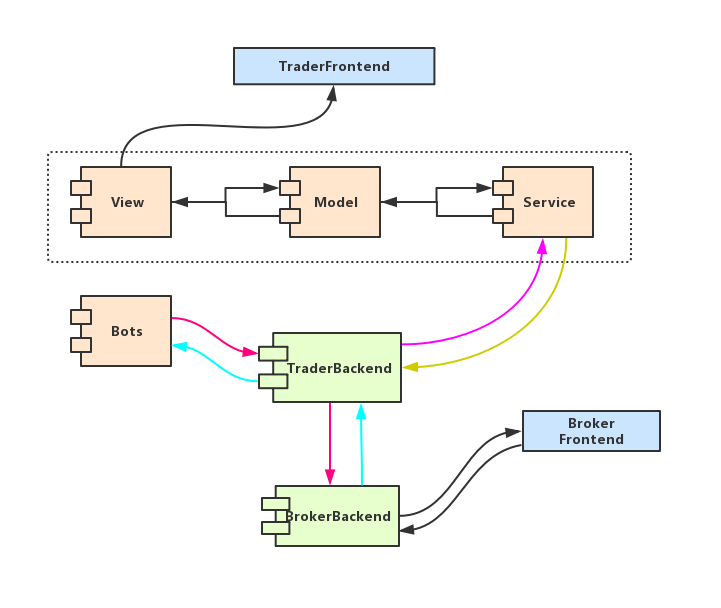 TraderFrontend
View
Model
Service
Bots
TraderBackend
Broker
Frontend
BrokerBackend